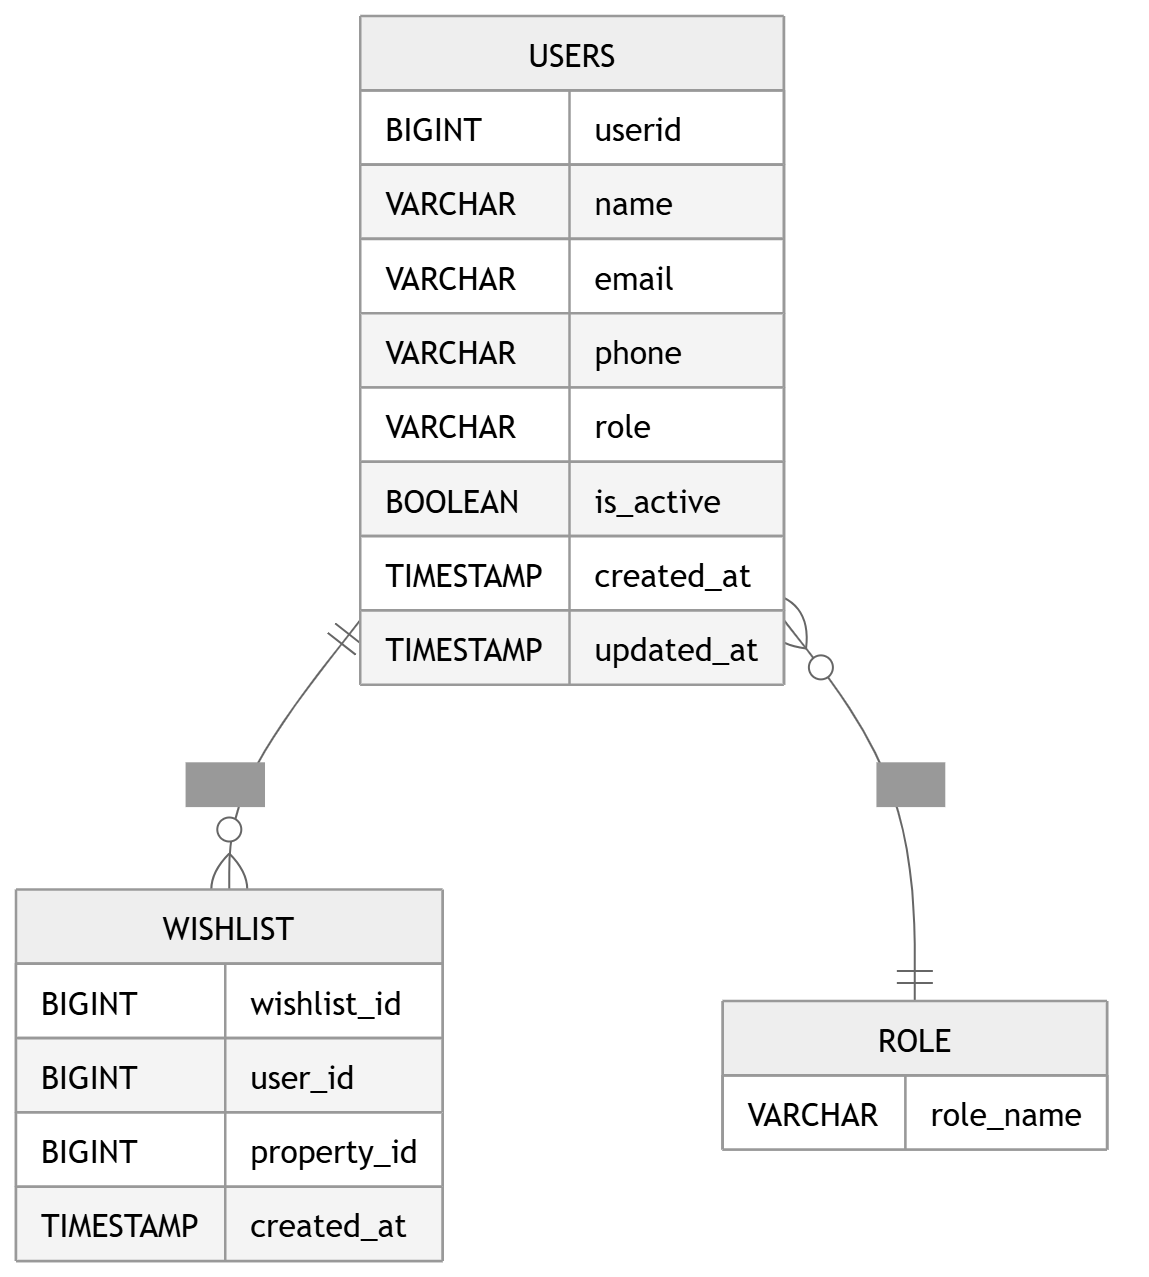 USERS
BIGINT userid
VARCHAR name
VARCHAR email
VARCHAR phone
VARCHAR role
BOOLEAN is_active
TIMESTAMP created_at
TIMESTAMP updated_at
WISHLIST
BIGINT wishlist_id
BIGINT user_id
BIGINT property_id
TIMESTAMP created_at
ROLE
VARCHAR role_name